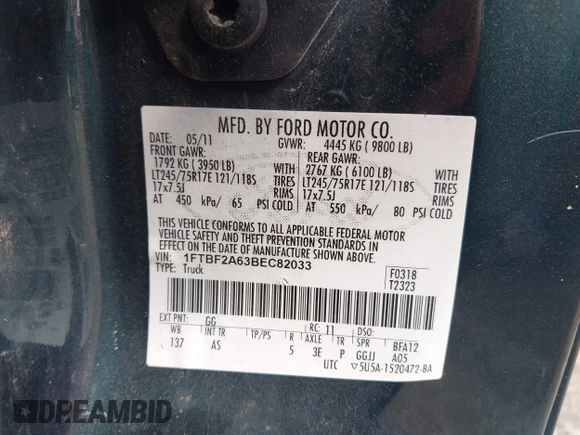 MFD. BY FORD MOTOR CO.
DATE: 05/11 GVWR: 4445 KG ( 9800 LB)
FRONT GAWR: REAR GAWR:
1792 KG ( 3950 LB) 2767 KG ( 6100 LB)
LT245/75R17E 121/118S TIRES LT245/75R17E 121/118S TIRES
17x7.5J RIMS 17x7.5J RIMS
AT 450 kPa/ 65 PSI COLD AT 550 kPa/ 80 PSI COLD
THIS VEHICLE CONFORMS TO ALL APPLICABLE FEDERAL MOTOR
VEHICLE SAFETY AND THEFT PREVENTION STANDARDS IN
EFFECT ON THE DATE OF MANUFACTURE SHOWN ABOVE.
VIN: 1FTBF2A63BEC82033 F0318
TYPE: Truck T2323
EXT PNT: GG RC: 11 DSO:
WB INT TR TP/PS R AXLE TR SPR BFA12
137 AS 5 3E P GGJJ A05
UTC ▽5U5A-1520472-BA
AUTOBIDMASTER